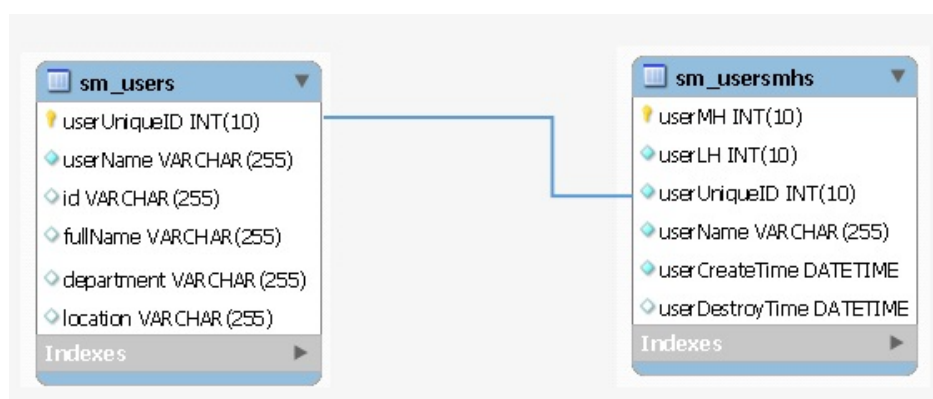 sm_users
userUniqueID INT(10)
userName VARCHAR(255)
id VARCHAR(255)
fullName VARCHAR(255)
department VARCHAR(255)
location VARCHAR(255)
Indexes
sm_usersmhs
userMH INT(10)
userLH INT(10)
userUniqueID INT(10)
userName VARCHAR(255)
userCreateTime DATETIME
userDestroyTime DATETIME
Indexes